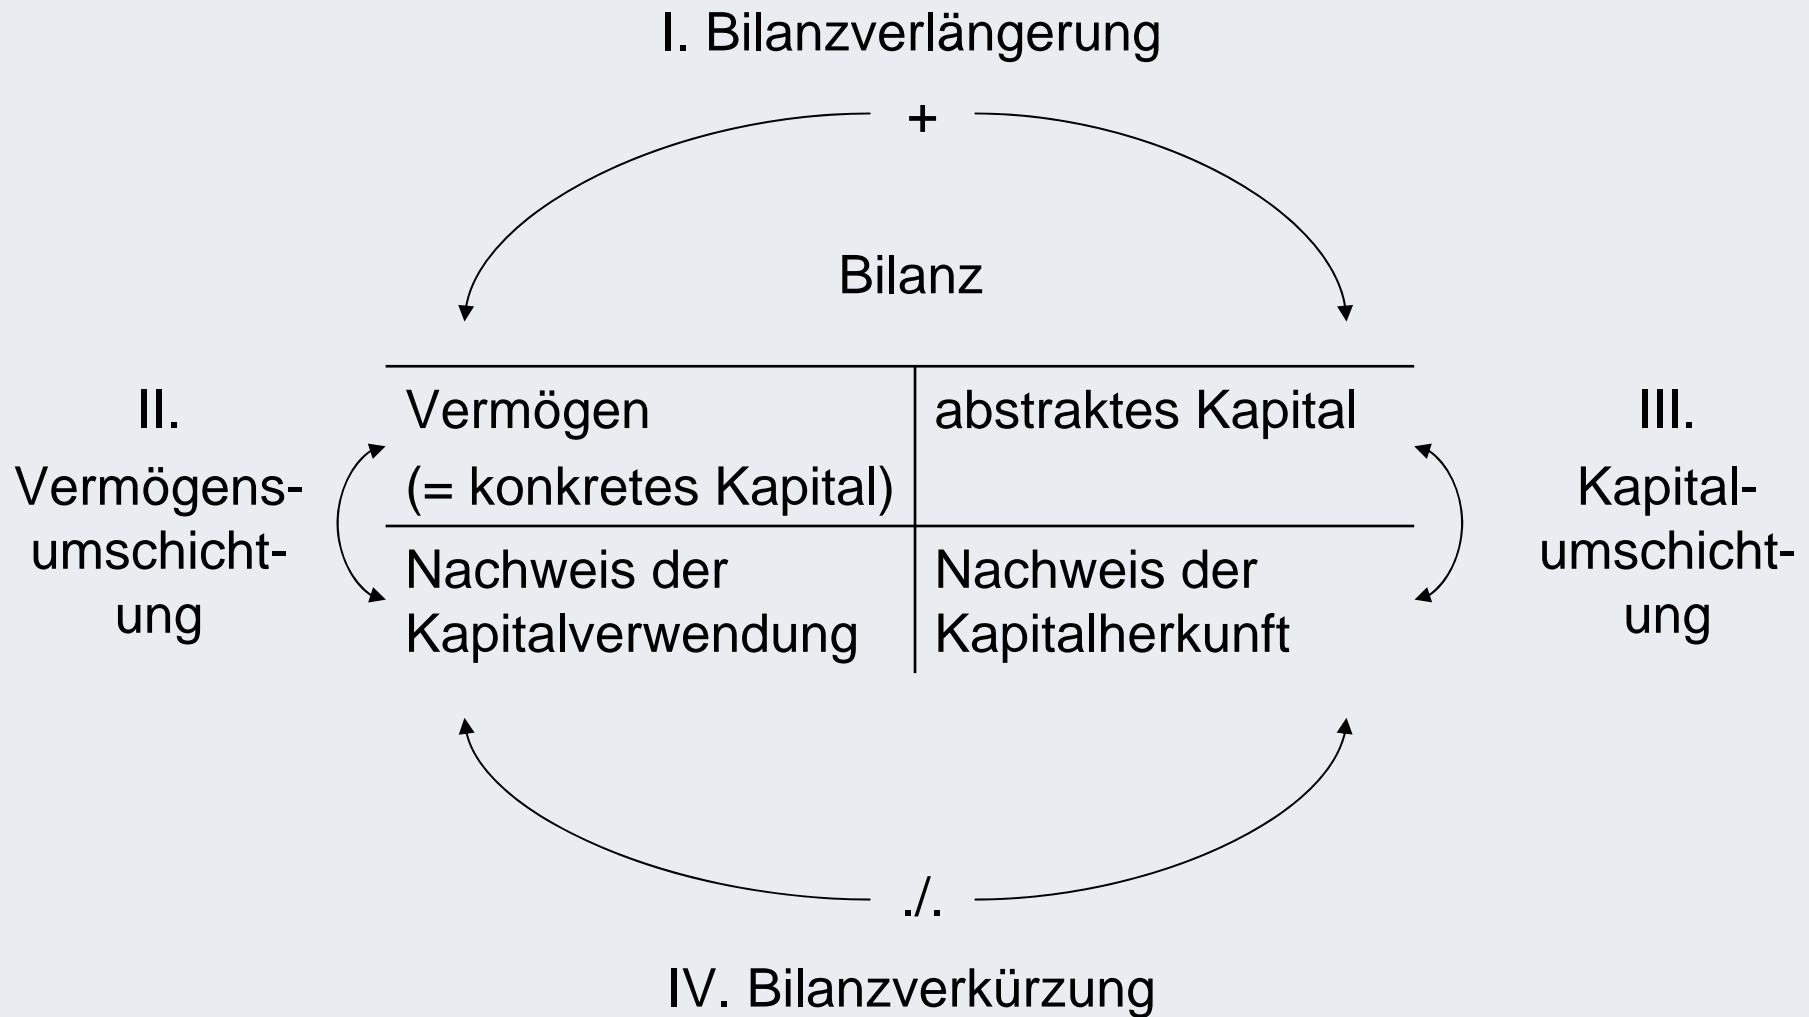 I. Bilanzverlängerung
+
Bilanz
II.
Vermögens-
umschicht-
ung
Vermögen
(= konkretes Kapital)
abstraktes Kapital
Nachweis der
Kapitalverwendung
Nachweis der
Kapitalherkunft
III.
Kapital-
umschicht-
ung
./.
IV. Bilanzverkürzung